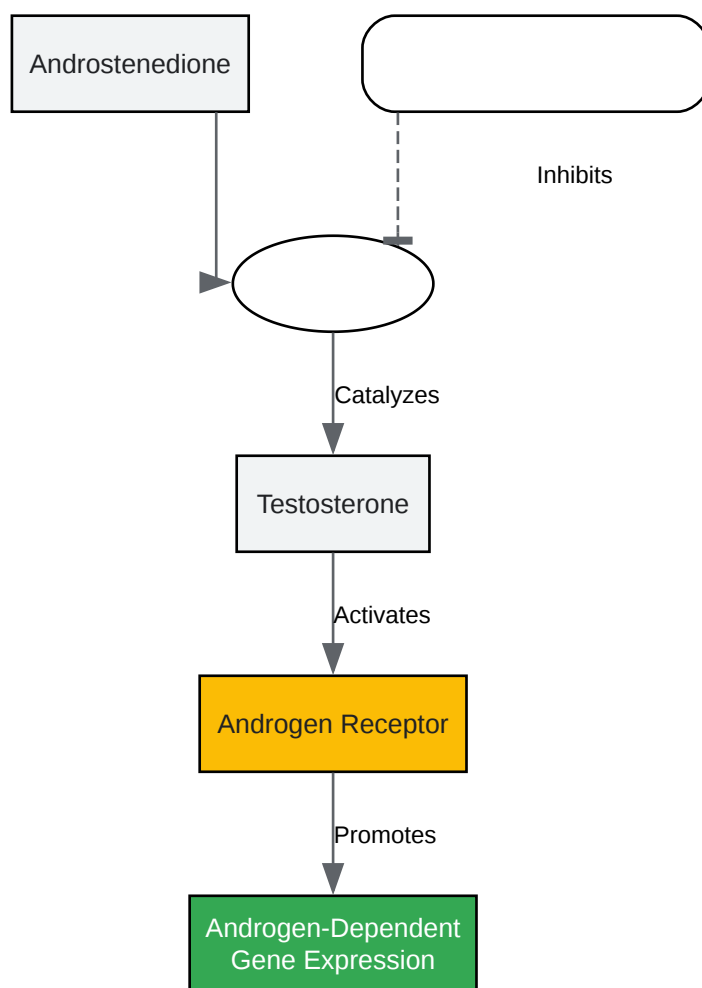 Androstenedione
Inhibits
Catalyzes
Testosterone
Activates
Androgen Receptor
Promotes
Androgen-Dependent
Gene Expression